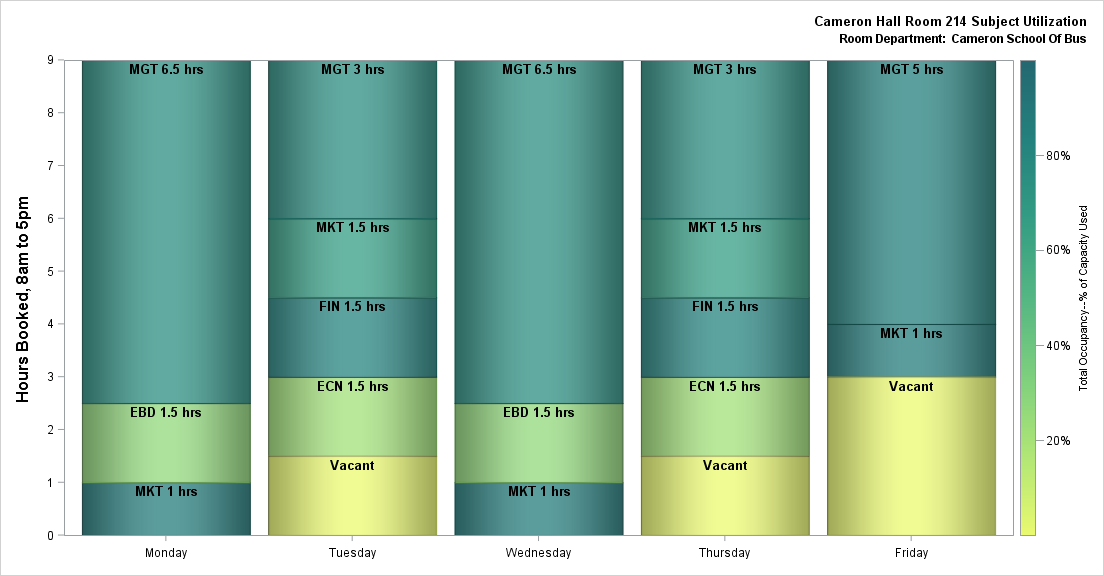 Cameron Hall Room 214 Subject Utilization
Room Department: Cameron School Of Bus
Hours Booked, 8am to 5pm
9
8
7
6
5
4
3
2
1
0
MGT 6.5 hrs
EBD 1.5 hrs
MKT 1 hrs
MGT 3 hrs
MKT 1.5 hrs
FIN 1.5 hrs
ECN 1.5 hrs
Vacant
MGT 6.5 hrs
EBD 1.5 hrs
MKT 1 hrs
MGT 3 hrs
MKT 1.5 hrs
FIN 1.5 hrs
ECN 1.5 hrs
Vacant
MGT 5 hrs
MKT 1 hrs
Vacant
Monday
Tuesday
Wednesday
Thursday
Friday
80%
60%
40%
20%
Total Occupancy--% of Capacity Used